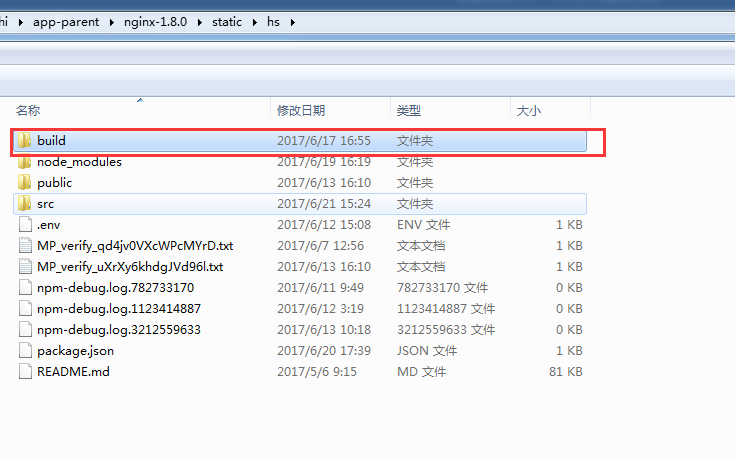 hi ▸ app-parent ▸ nginx-1.8.0 ▸ static ▸ hs ▸
名称 修改日期 类型 大小
build 2017/6/17 16:55 文件夹
node_modules 2017/6/19 16:19 文件夹
public 2017/6/13 16:10 文件夹
src 2017/6/21 15:24 文件夹
.env 2017/6/12 15:08 ENV 文件 1 KB
MP_verify_qd4jv0VXcWPcMYrD.txt 2017/6/7 12:56 文本文档 1 KB
MP_verify_uXrXy6khdgJVd96l.txt 2017/6/13 16:10 文本文档 1 KB
npm-debug.log.782733170 2017/6/11 9:49 782733170 文件 0 KB
npm-debug.log.1123414887 2017/6/12 3:19 1123414887 文件 0 KB
npm-debug.log.3212559633 2017/6/13 10:18 3212559633 文件 0 KB
package.json 2017/6/20 17:39 JSON 文件 1 KB
README.md 2017/5/6 9:15 MD 文件 81 KB